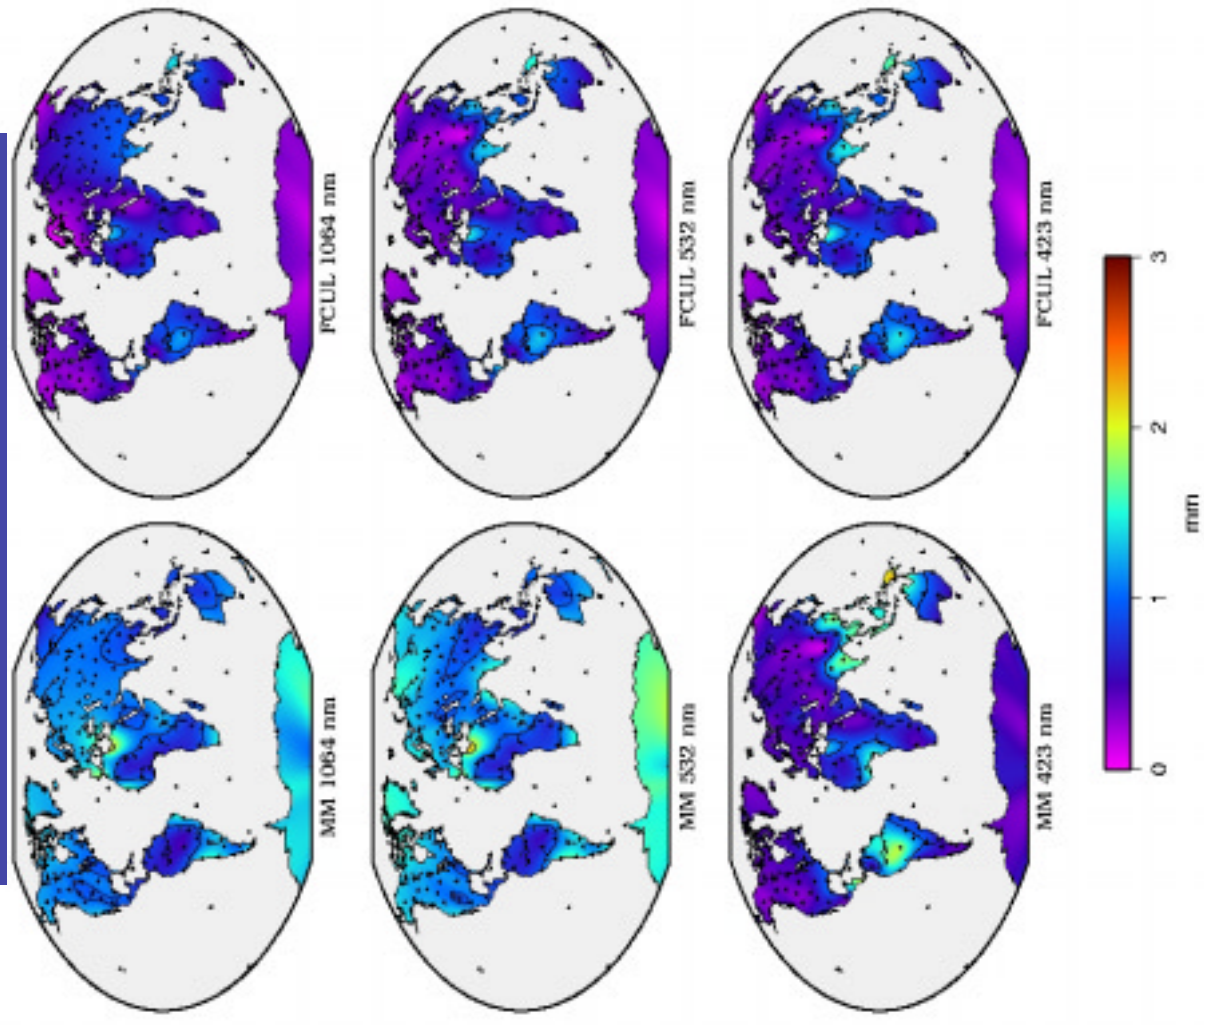 FCUL 1064 nm
FCUL 532 nm
FCUL 423 nm
MM 1064 nm
MM 532 nm
MM 423 nm
0
1
2
3
mm